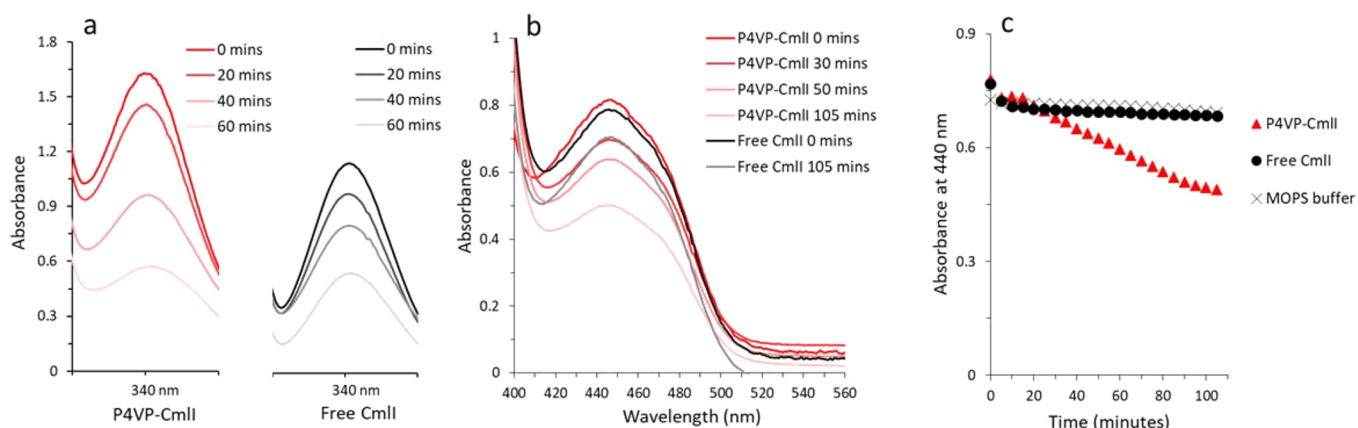 a
1.8
1.5
1.2
0.9
0.6
0.3
0
Absorbance
0 mins
20 mins
40 mins
60 mins
0 mins
20 mins
40 mins
60 mins
340 nm
340 nm
P4VP-CmlI
Free CmlI
b
1
0.8
0.6
0.4
0.2
0
Absorbance
P4VP-CmlI 0 mins
P4VP-CmlI 30 mins
P4VP-CmlI 50 mins
P4VP-CmlI 105 mins
Free CmlI 0 mins
Free CmlI 105 mins
400 420 440 460 480 500 520 540 560
Wavelength (nm)
c
0.9
0.6
0.3
0
Absorbance at 440 nm
P4VP-CmlI
Free CmlI
MOPS buffer
0 20 40 60 80 100
Time (minutes)